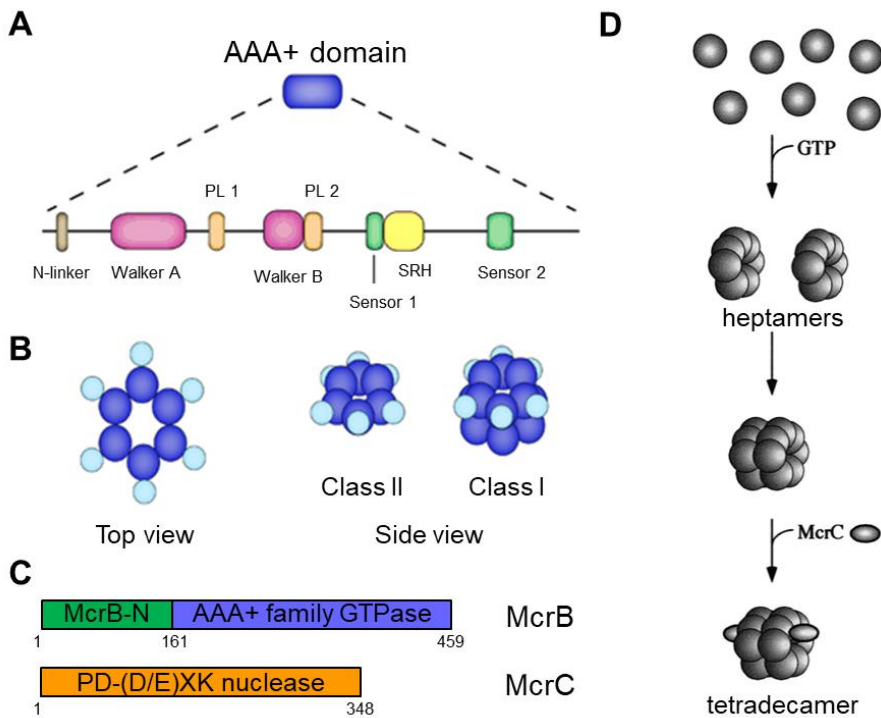 A
AAA+ domain
PL 1
PL 2
N-linker
Walker A
Walker B
SRH
Sensor 2
Sensor 1
B
Class II
Class I
Top view
Side view
C
McrB-N
AAA+ family GTPase
McrB
1
161
459
PD-(D/E)XK nuclease
McrC
1
348
D
GTP
heptamers
McrC
tetradecamer